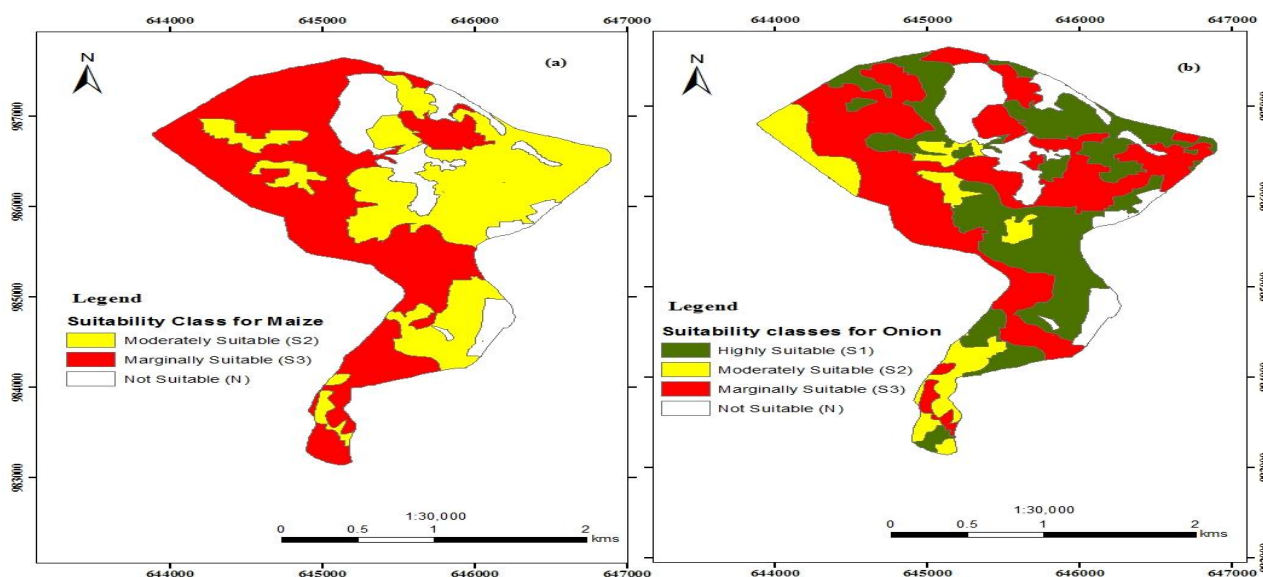 644000 645000 646000 647000 644000 645000 646000 647000
N (a) N (b)
987000
986000
985000
984000
983000
Legend
Suitability Class for Maize
Moderately Suitable (S2)
Marginally Suitable (S3)
Not Suitable (N)
1:30,000
0 0.5 1 2
kms
Legend
Suitability classes for Onion
Highly Suitable (S1)
Moderately Suitable (S2)
Marginally Suitable (S3)
Not Suitable (N)
1:30,000
0 0.5 1 2
kms
644000 645000 646000 647000 644000 645000 646000 647000